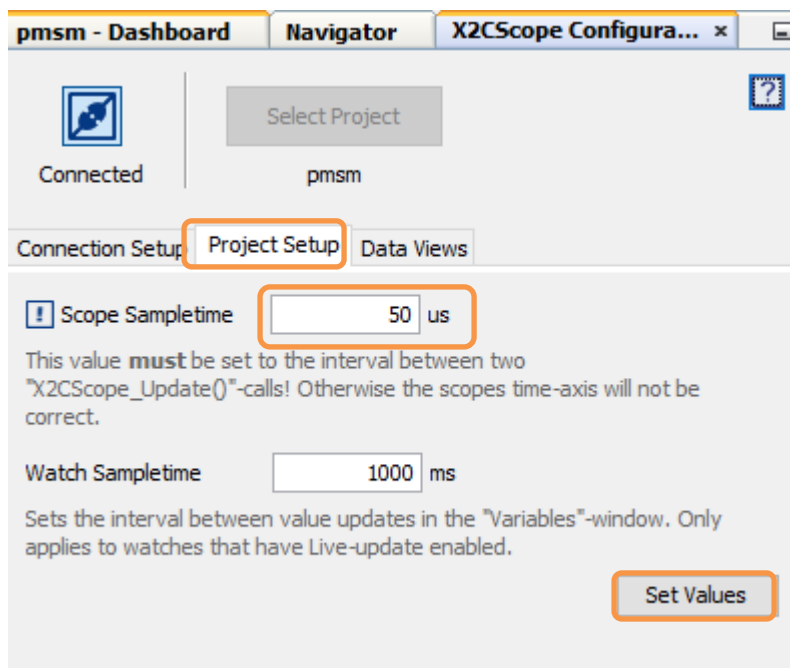 pmsm - Dashboard Navigator X2CScope Configura... ×
?
Select Project
Connected pmsm
Connection Setup Project Setup Data Views
! Scope Sampletime 50 us
This value must be set to the interval between two
"X2CScope_Update()"-calls! Otherwise the scopes time-axis will not be
correct.
Watch Sampletime 1000 ms
Sets the interval between value updates in the "Variables"-window. Only
applies to watches that have Live-update enabled.
Set Values